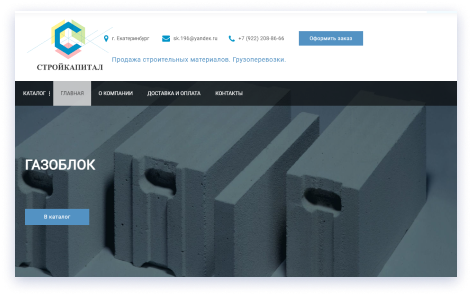 г. Екатеринбург sk.196@yandex.ru +7 (922) 208-86-66 Оформить заказ
СТРОЙКАПИТАЛ
Продажа строительных материалов. Грузоперевозки.
КАТАЛОГ ГЛАВНАЯ О КОМПАНИИ ДОСТАВКА И ОПЛАТА КОНТАКТЫ
ГАЗОБЛОК
В каталог